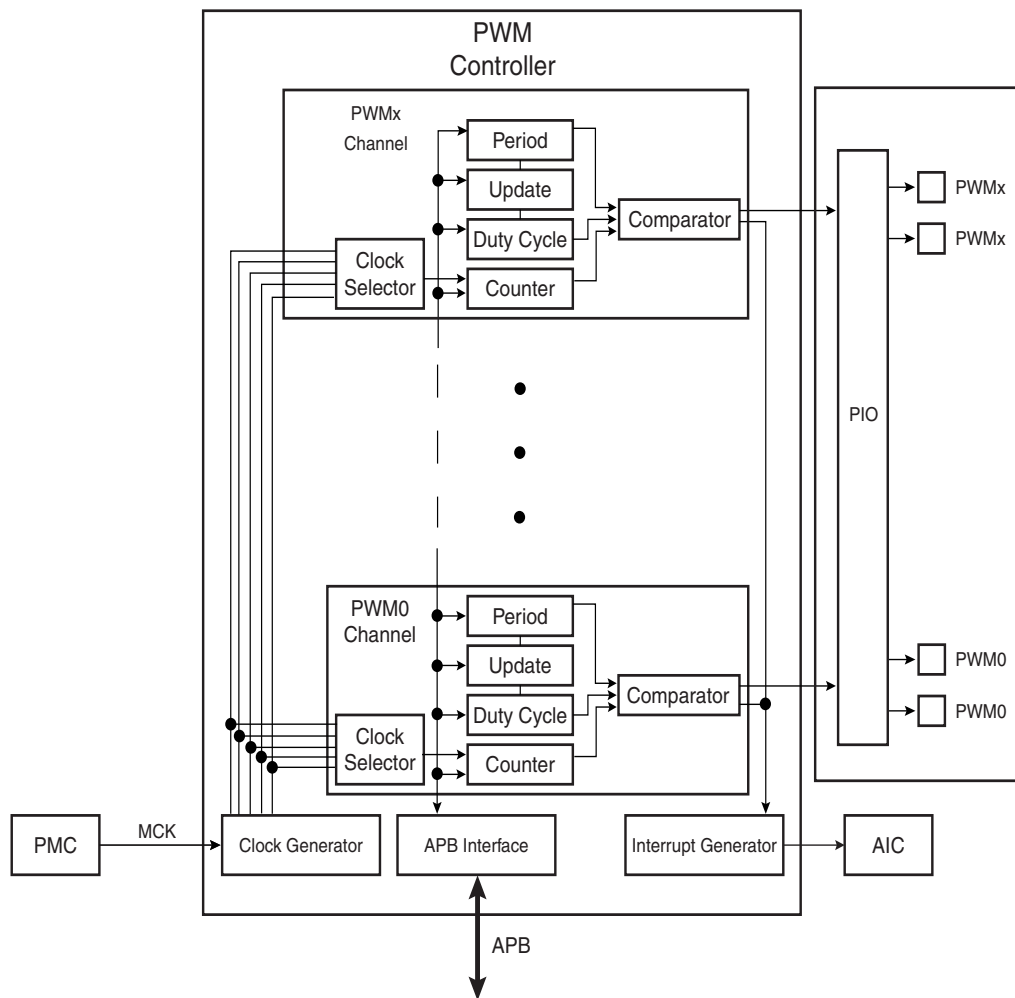 PWM
Controller
PWMx
Channel
Period
Update
Duty Cycle
Comparator
Clock
Selector
Counter
PIO
PWMx
PWMx
PWM0
Channel
Period
Update
Duty Cycle
Comparator
Clock
Selector
Counter
PWM0
PWM0
PMC
MCK
Clock Generator
APB Interface
Interrupt Generator
AIC
APB